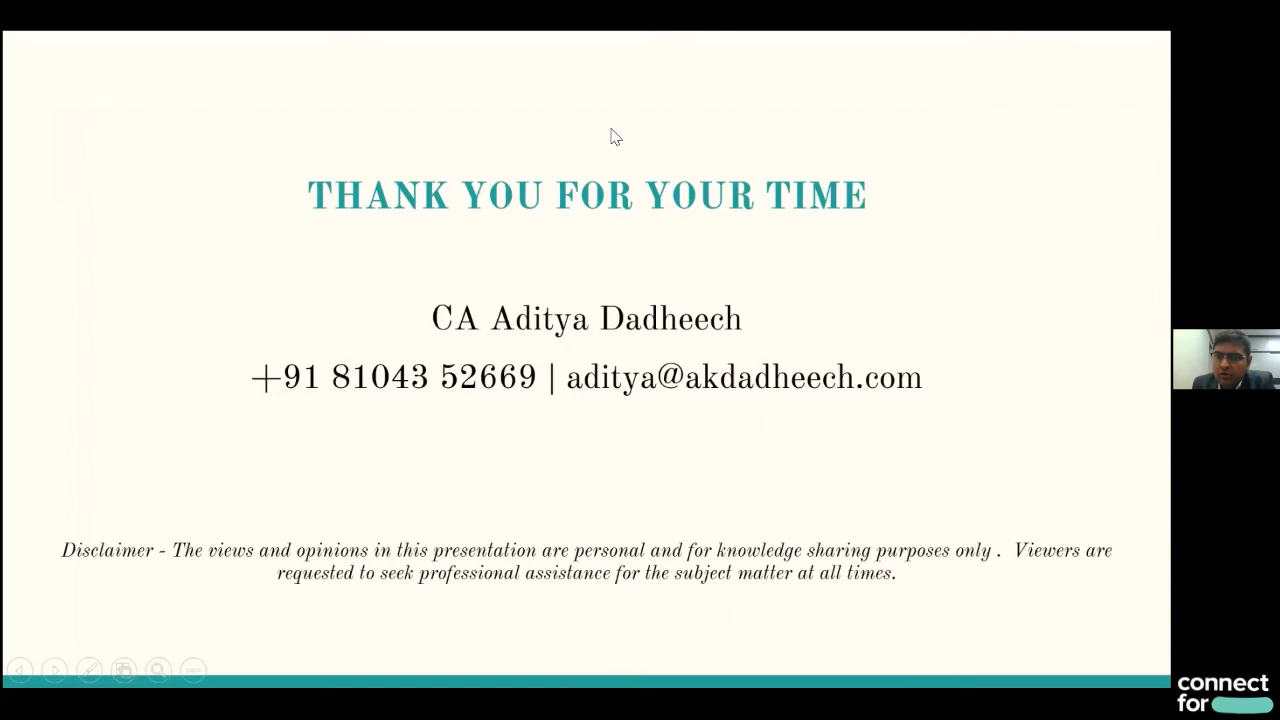 THANK YOU FOR YOUR TIME
CA Aditya Dadheech
+91 81043 52669 | aditya@akdadheech.com
Disclaimer - The views and opinions in this presentation are personal and for knowledge sharing purposes only . Viewers are
requested to seek professional assistance for the subject matter at all times.
connect
for